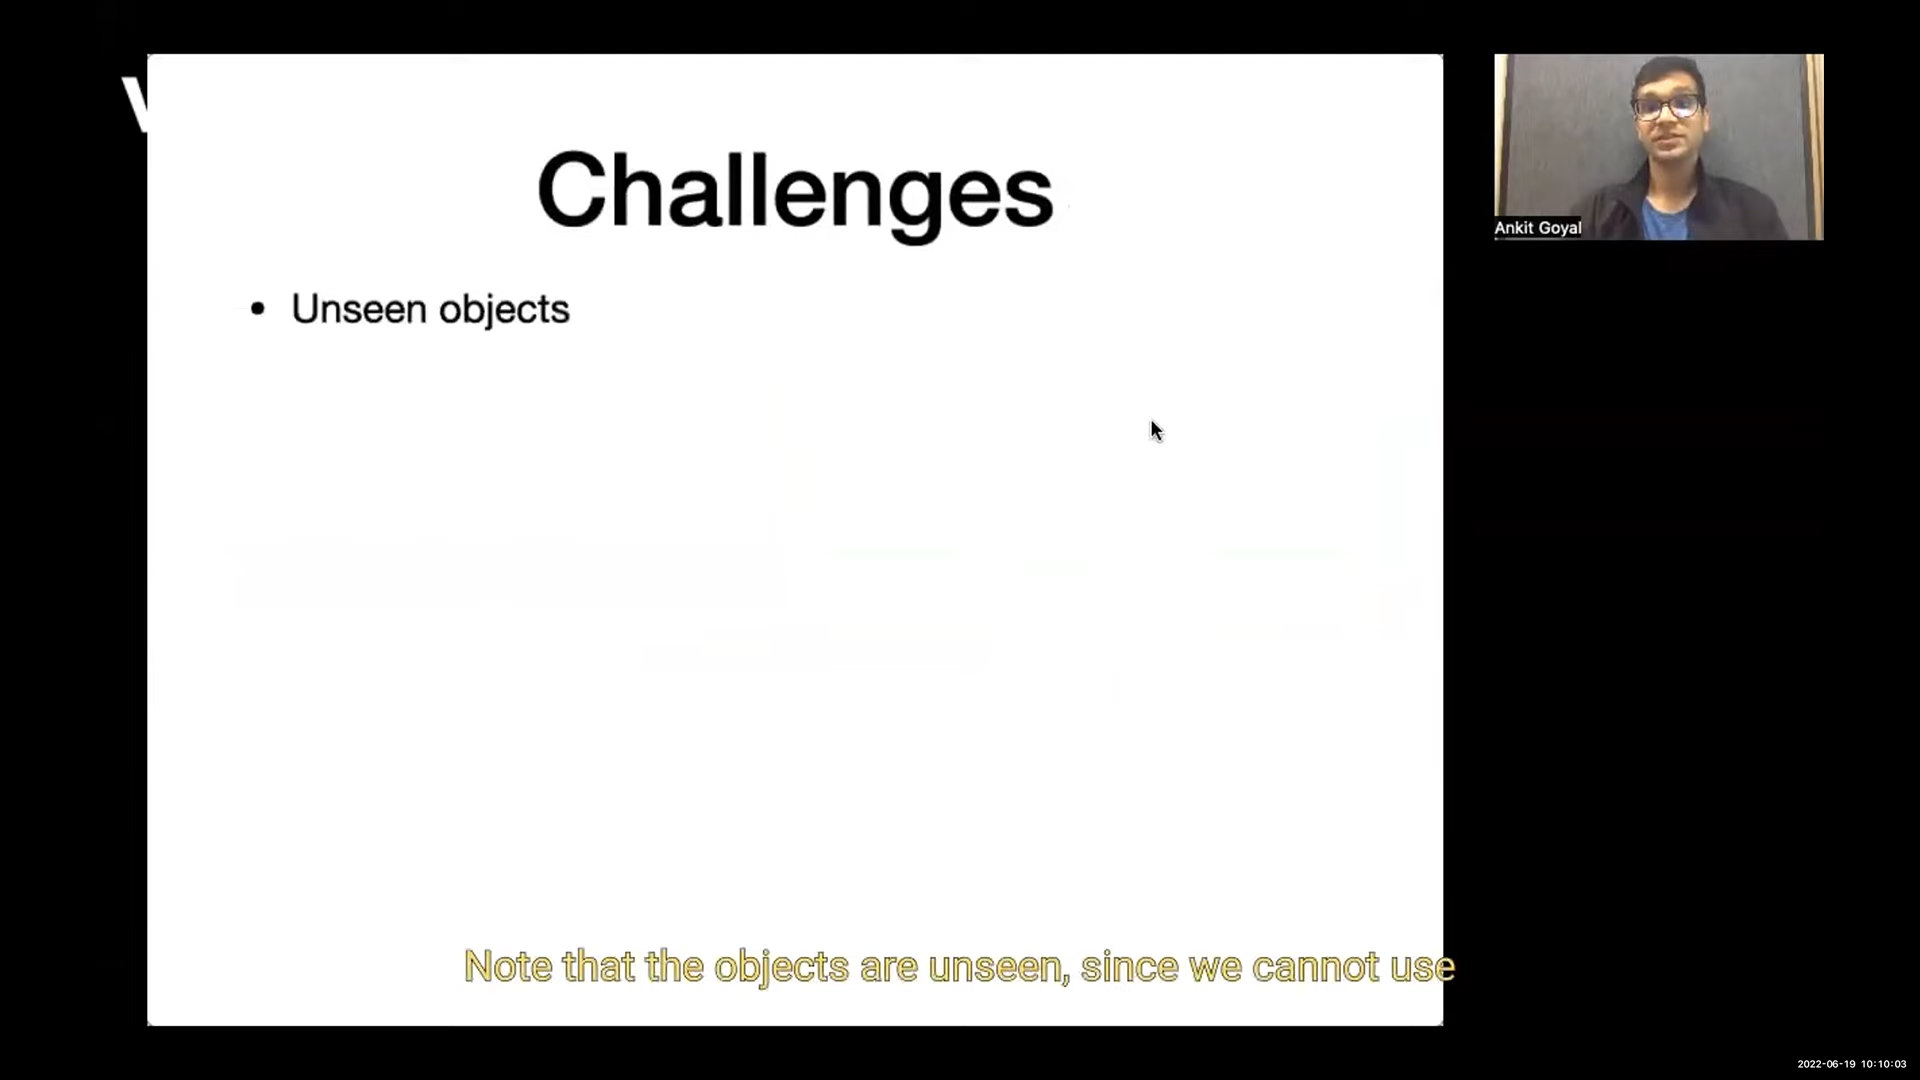 Challenges
• Unseen objects
Ankit Goyal
Note that the objects are unseen, since we cannot use
2022-06-19 10:10:03